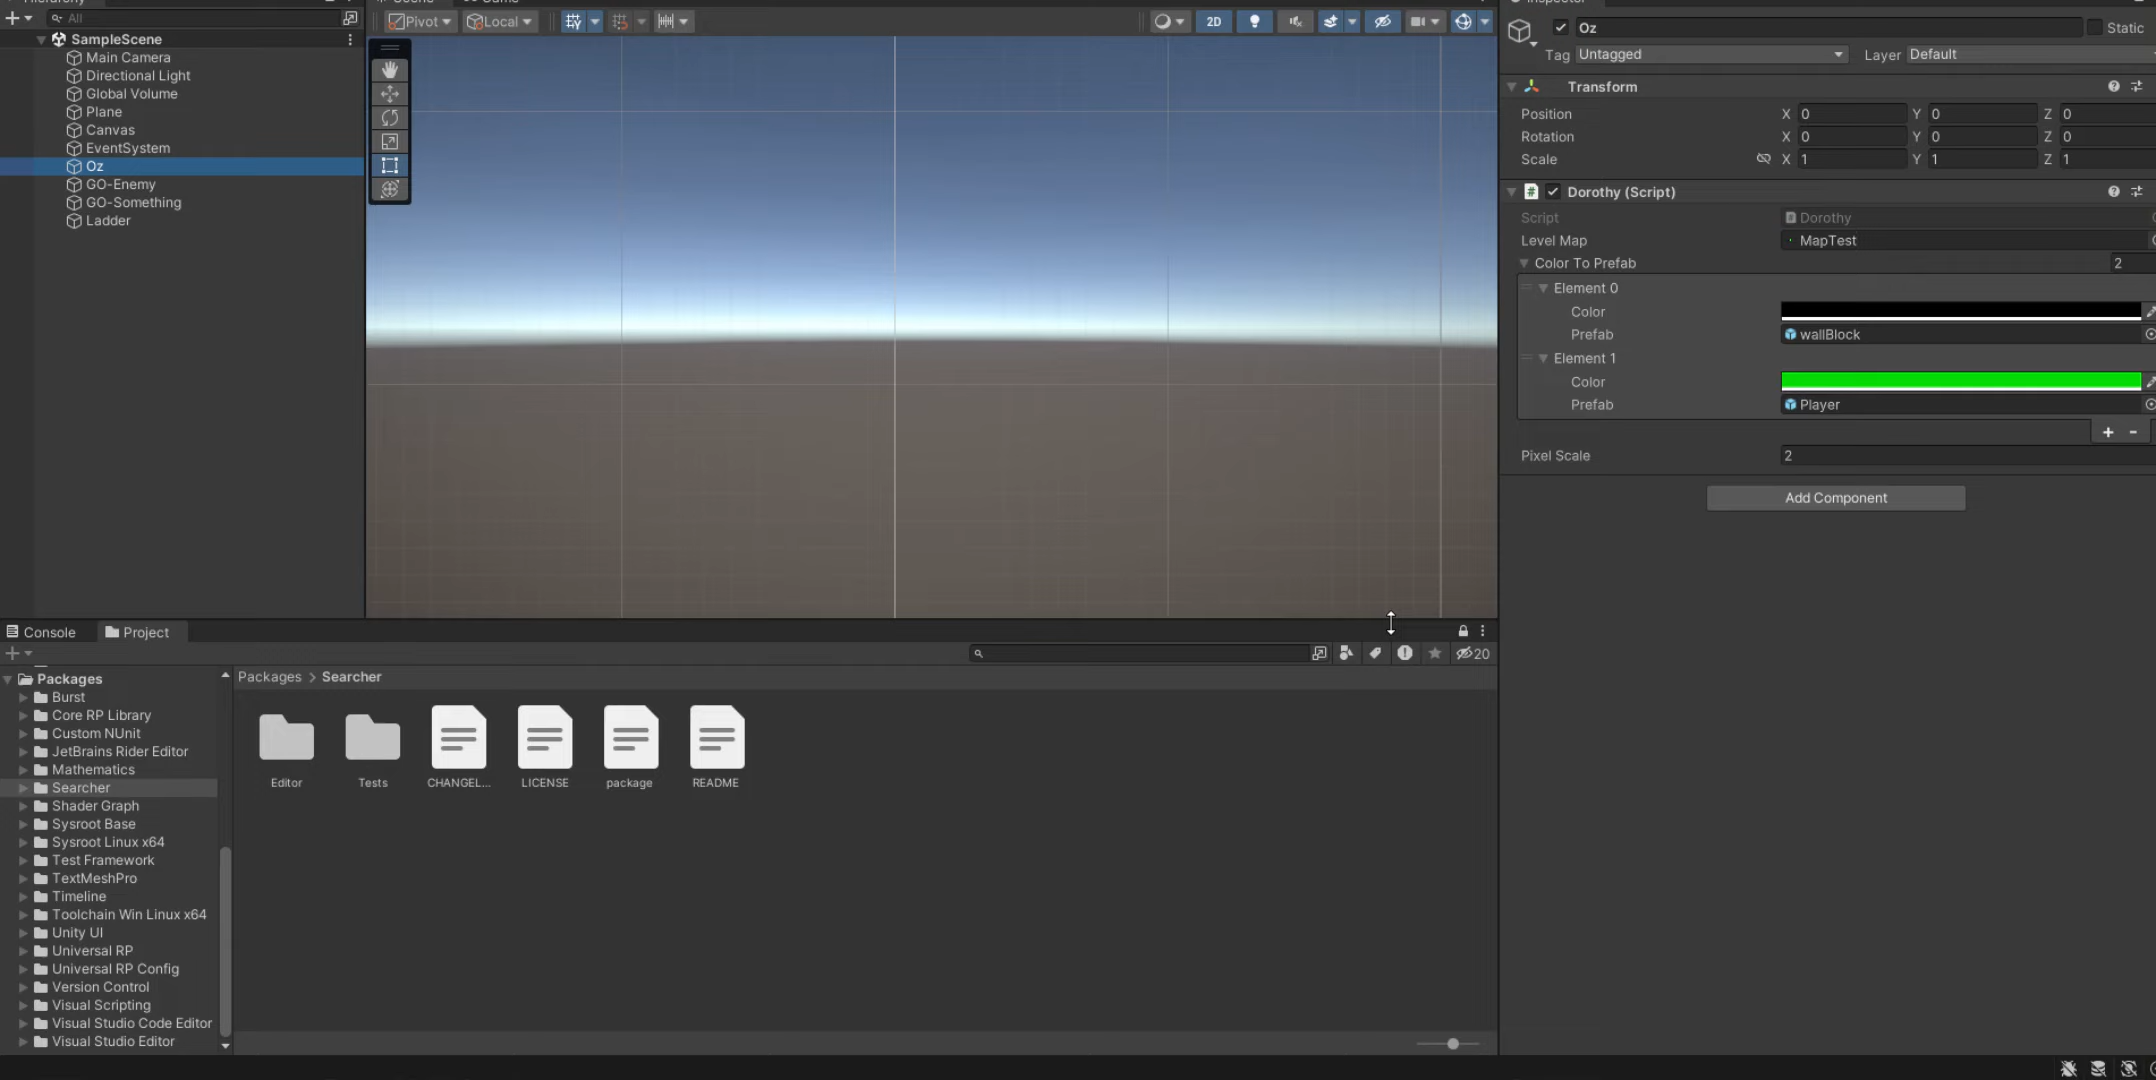 All
SampleScene
Main Camera
Directional Light
Global Volume
Plane
Canvas
EventSystem
Oz
GO-Enemy
GO-Something
Ladder
Pivot
Local
2D
Oz
Static
Tag Untagged
Layer Default
Transform
Position X 0 Y 0 Z 0
Rotation X 0 Y 0 Z 0
Scale X 1 Y 1 Z 1
# Dorothy (Script)
Script Dorothy
Level Map MapTest
Color To Prefab 2
Element 0
Color
Prefab wallBlock
Element 1
Color
Prefab Player
+ -
Pixel Scale 2
Add Component
Console
Project
20
Packages
Burst
Core RP Library
Custom NUnit
JetBrains Rider Editor
Mathematics
Searcher
Shader Graph
Sysroot Base
Sysroot Linux x64
Test Framework
TextMeshPro
Timeline
Toolchain Win Linux x64
Unity UI
Universal RP
Universal RP Config
Version Control
Visual Scripting
Visual Studio Code Editor
Visual Studio Editor
Packages > Searcher
Editor
Tests
CHANGEL...
LICENSE
package
README